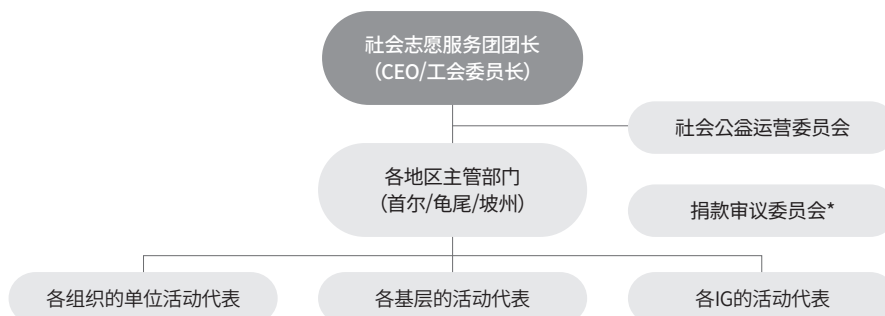 社会志愿服务团团长
（CEO/工会委员长）
社会公益运营委员会
各地区主管部门
（首尔/龟尾/坡州）
捐款审议委员会*
各组织的单位活动代表
各基层的活动代表
各IG的活动代表